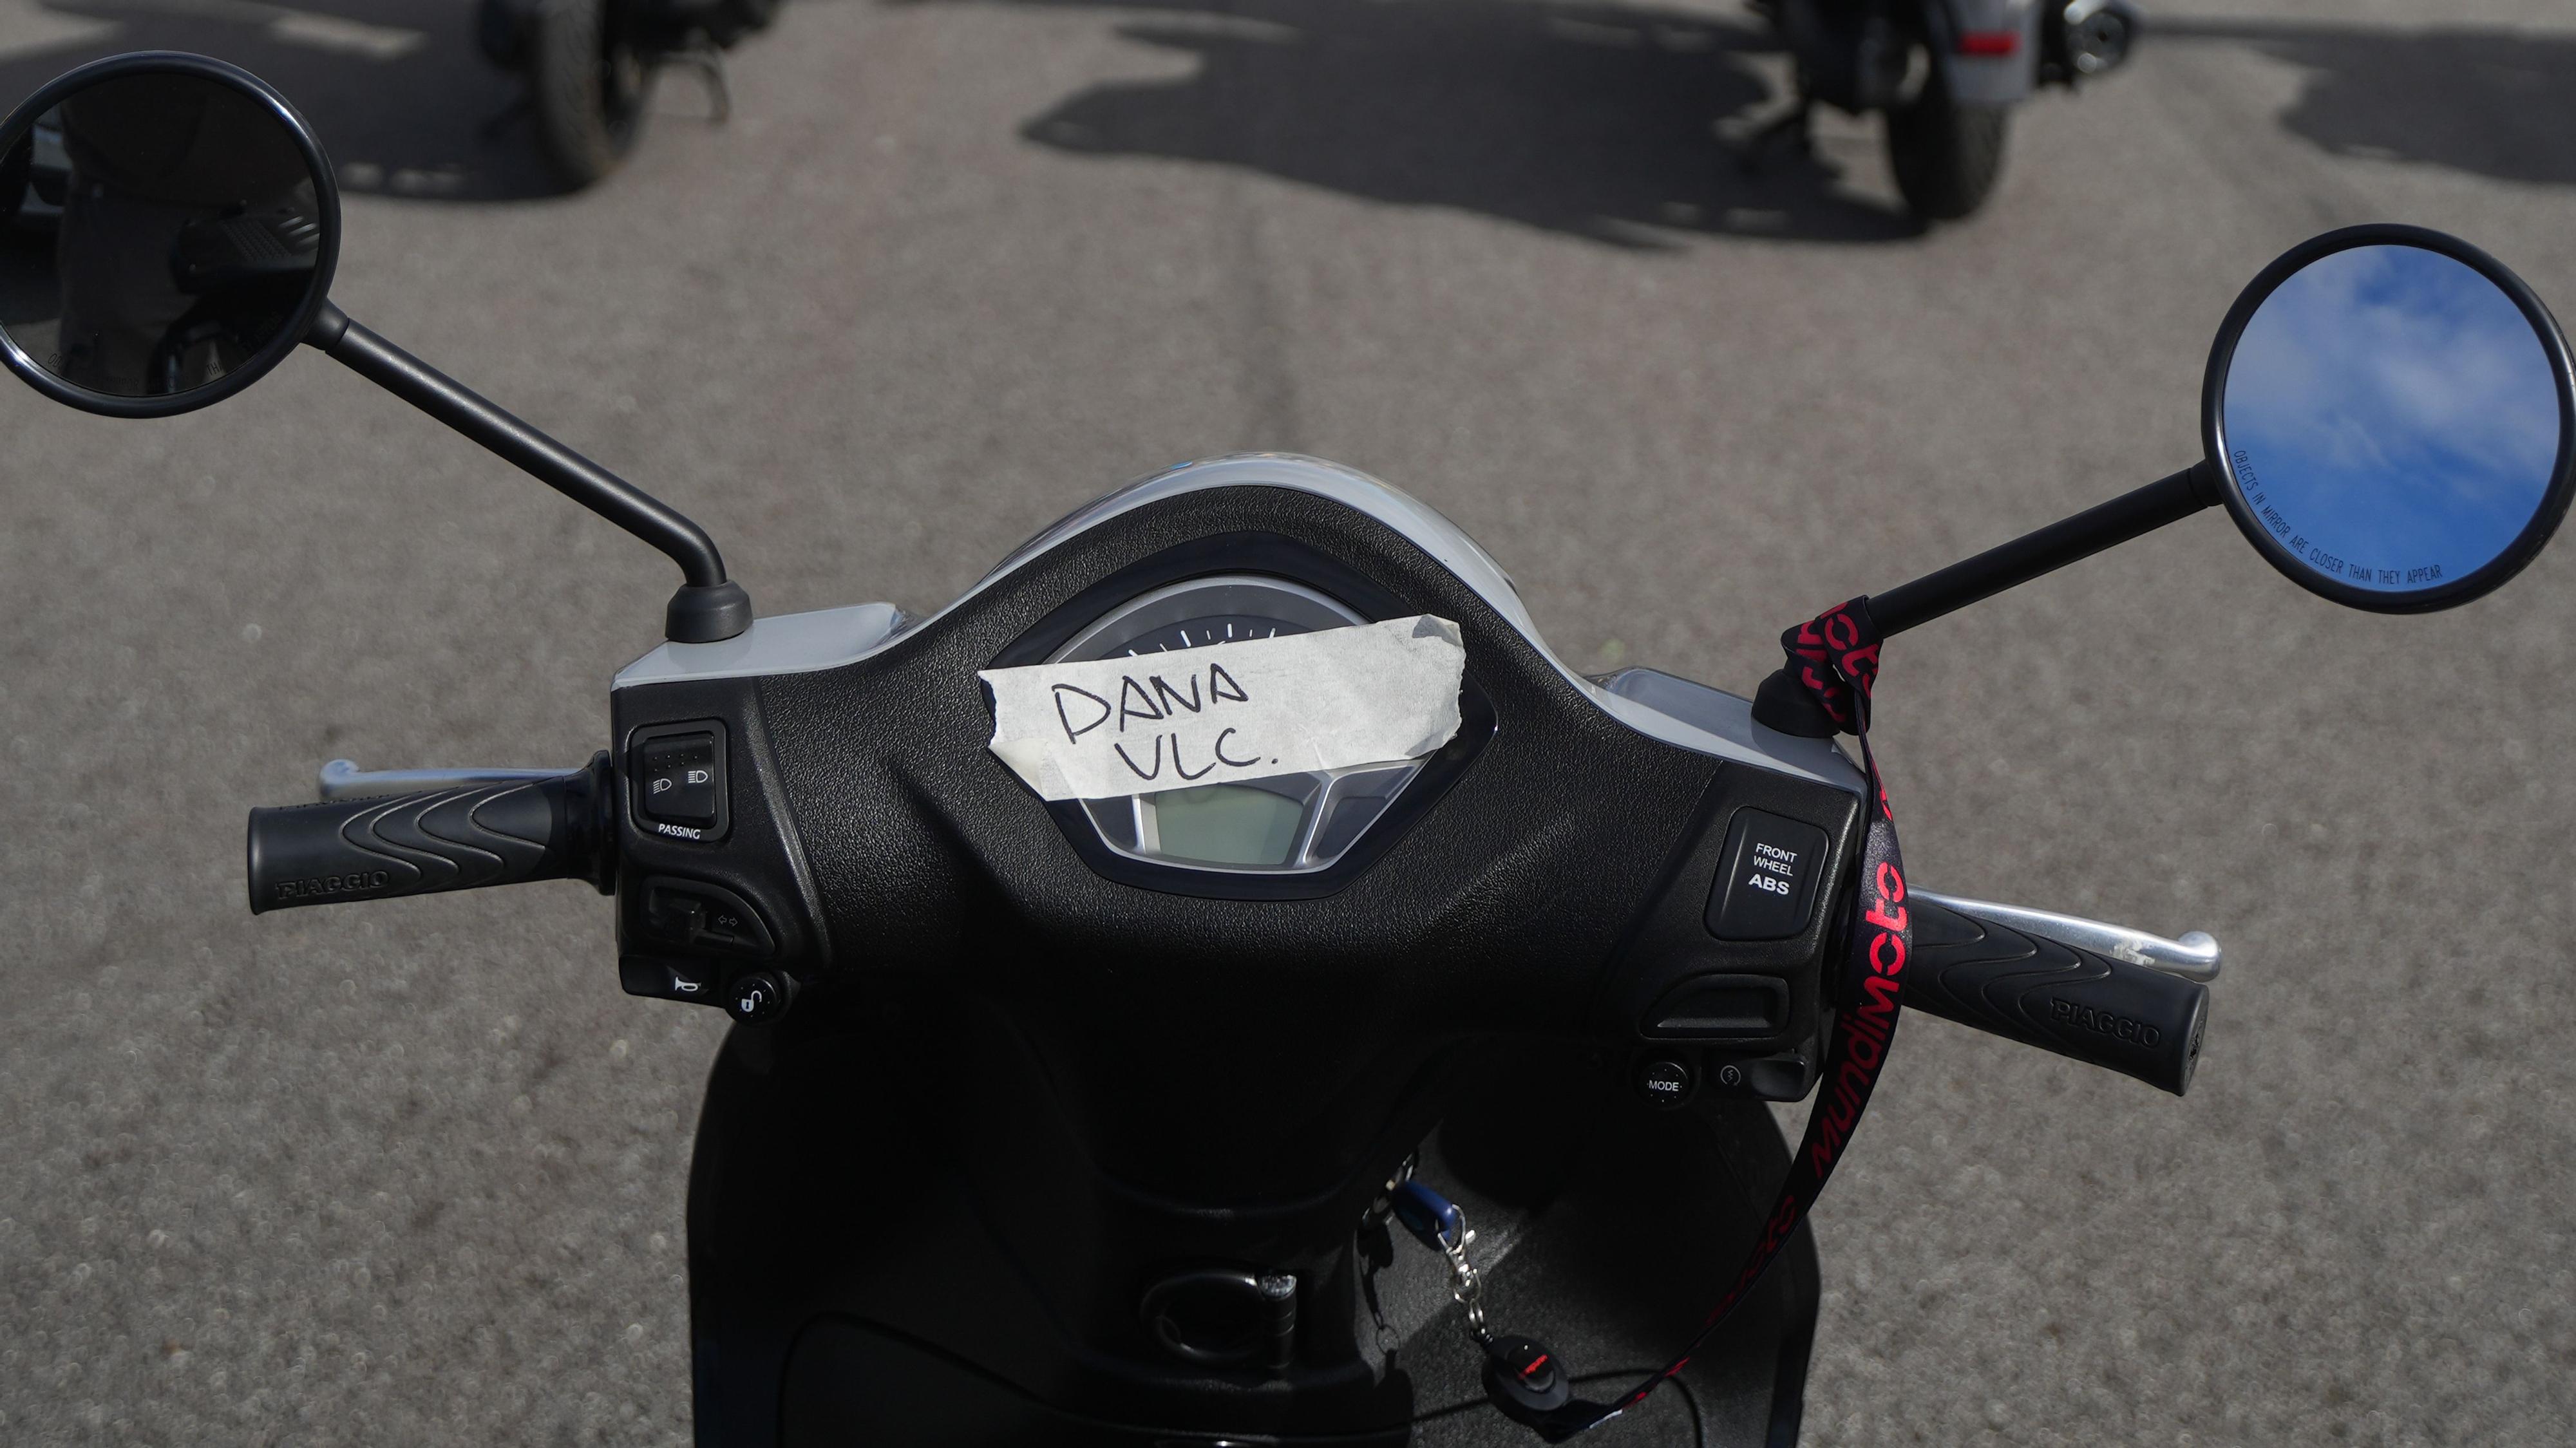 OBJECTS IN MIRROR ARE CLOSER THAN THEY APPEAR
DANA
VLC.
PASSING
PIAGGIO
FRONT
WHEEL
ABS
MODE
PIAGGIO
MundiMoto